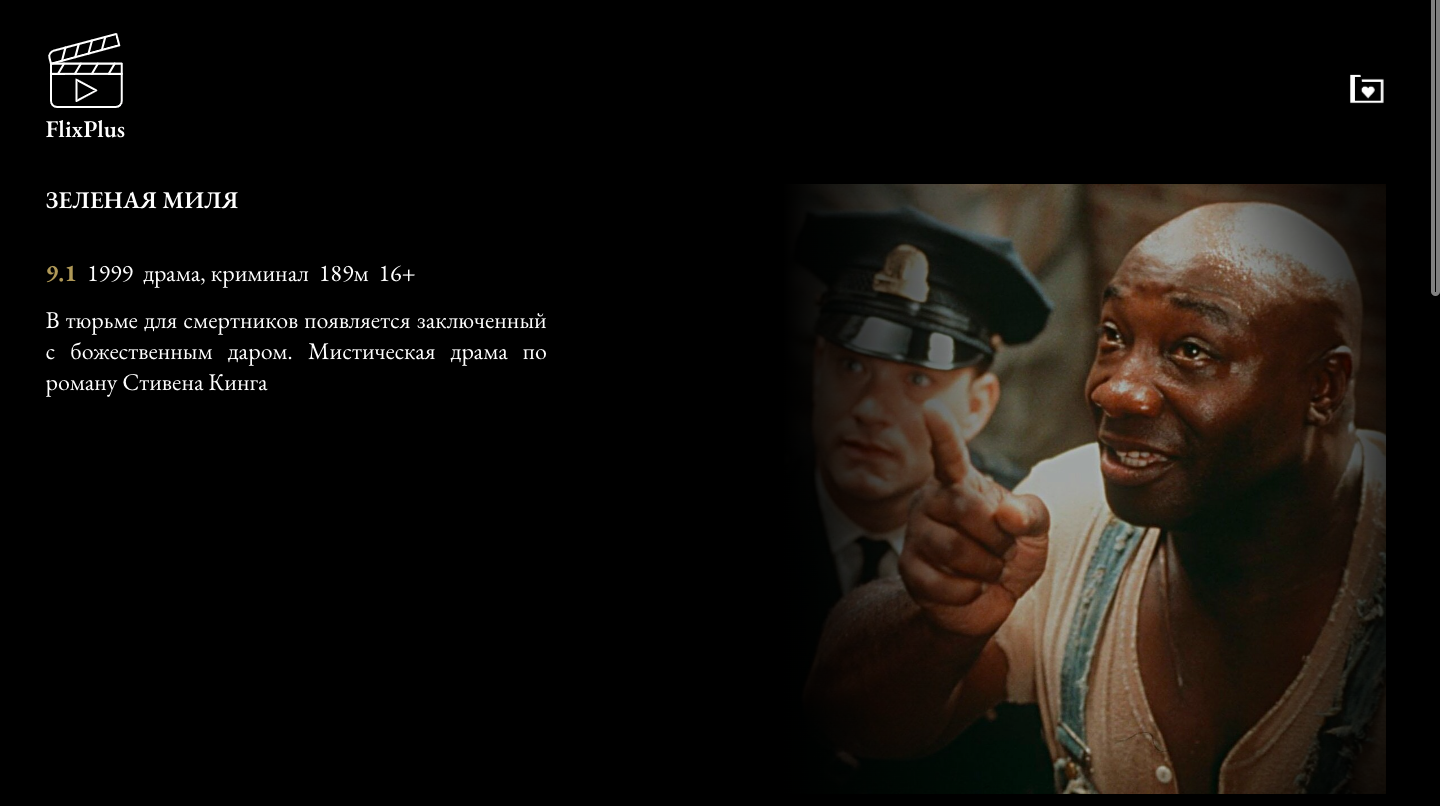 FlixPlus
ЗЕЛЕНАЯ МИЛЯ
9.1 1999 драма, криминал 189м 16+
В тюрьме для смертников появляется заключенный
с божественным даром. Мистическая драма по
роману Стивена Кинга